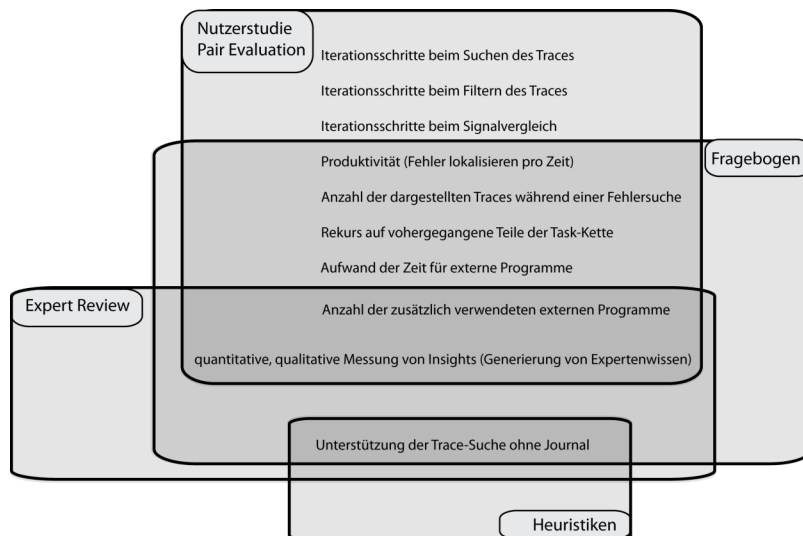 Nutzerstudie
Pair Evaluation
Iterationsschritte beim Suchen des Traces
Iterationsschritte beim Filtern des Traces
Iterationsschritte beim Signalvergleich
Produktivität (Fehler lokalisieren pro Zeit)
Fragebogen
Anzahl der dargestellten Traces während einer Fehlersuche
Rekurs auf vohergegangene Teile der Task-Kette
Aufwand der Zeit für externe Programme
Expert Review
Anzahl der zusätzlich verwendeten externen Programme
quantitative, qualitative Messung von Insights (Generierung von Expertenwissen)
Unterstützung der Trace-Suche ohne Journal
Heuristiken